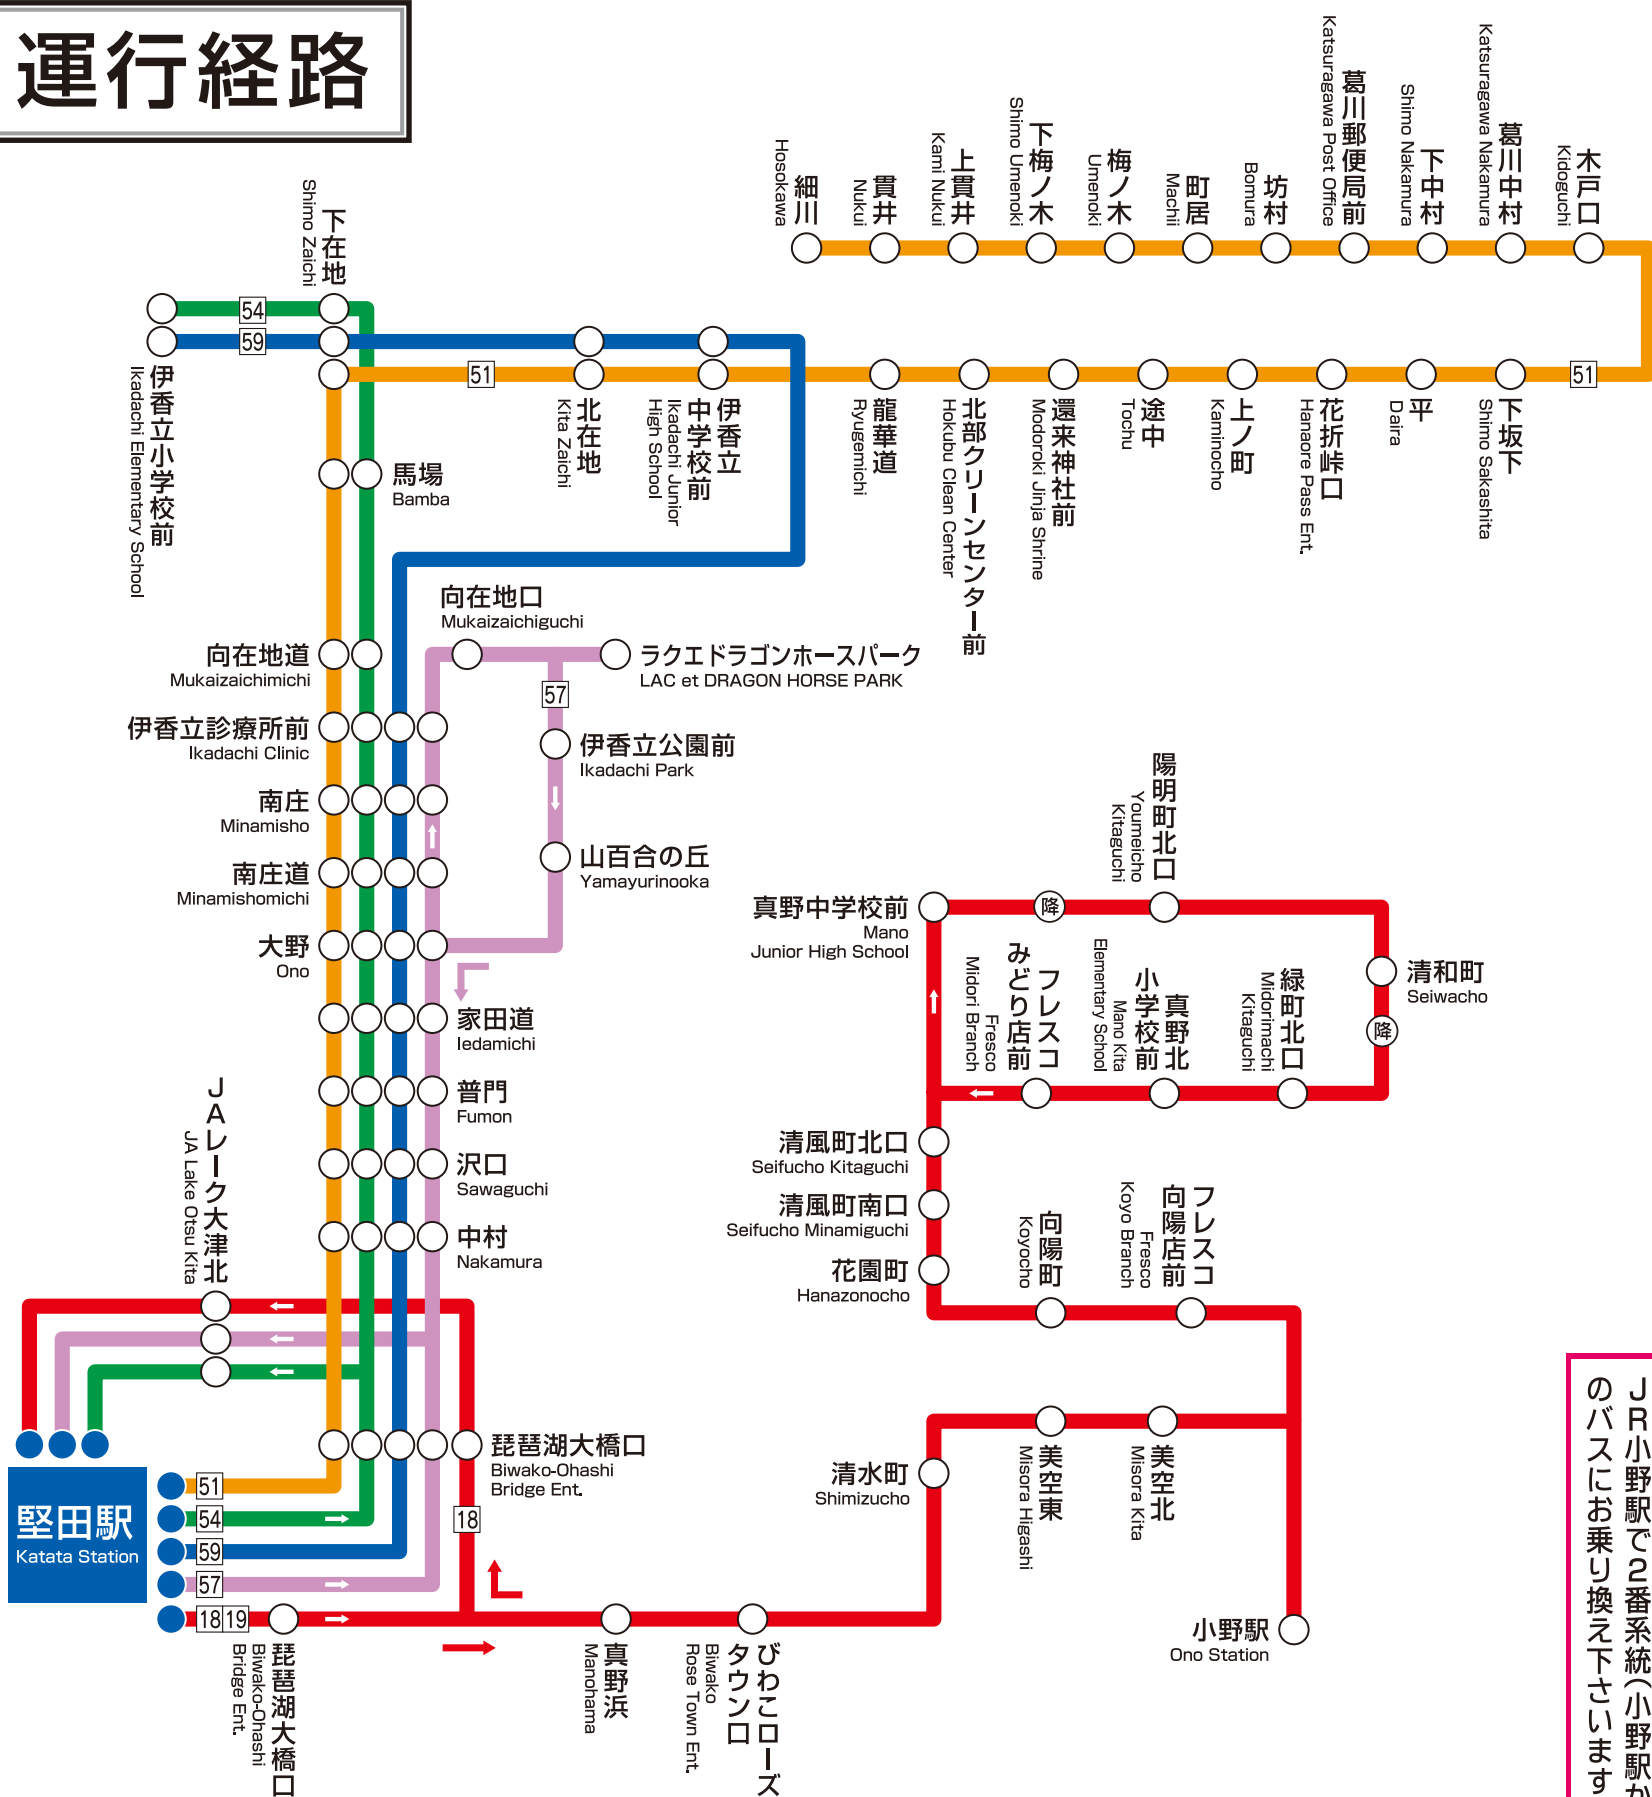 運行経路
細川
Hosokawa
貫井
Nukui
上貫井
Kami Nukui
下梅ノ木
Shimo Umenoki
梅ノ木
Umenoki
町居
Machii
坊村
Bomura
葛川郵便局前
Katsuragawa Post Office
下中村
Shimo Nakamura
葛川中村
Katsuragawa Nakamura
木戸口
Kidoguchi
下在地
Shimo Zaichi
54
59
51
51
伊香立小学校前
Ikadachi Elementary School
北在地
Kita Zaichi
伊香立
中学校前
Ikadachi Junior
High School
龍華道
Ryugemichi
北部クリーンセンター前
Hokubu Clean Center
還来神社前
Modoroki Jinja Shrine
途中
Tochu
上ノ町
Kaminocho
花折峠口
Hanaore Pass Ent.
平
Daira
下坂下
Shimo Sakashita
馬場
Bamba
向在地口
Mukaizaichiguchi
向在地道
Mukaizaichimichi
ラクエドラゴンホースパーク
LAC et DRAGON HORSE PARK
57
伊香立診療所前
Ikadachi Clinic
伊香立公園前
Ikadachi Park
南庄
Minamisho
山百合の丘
Yamayurinooka
南庄道
Minamishomichi
大野
Ono
家田道
Iedamichi
普門
Fumon
沢口
Sawaguchi
中村
Nakamura
JAレーク大津北
JA Lake Otsu Kita
陽明町北口
Youmeicho
Kitaguchi
真野中学校前
Mano
Junior High School
降
清和町
Seiwacho
降
フレスコ
みどり店前
Fresco
Midori Branch
真野北
小学校前
Mano Kita
Elementary School
緑町北口
Midorimachi
Kitaguchi
清風町北口
Seifucho Kitaguchi
清風町南口
Seifucho Minamiguchi
花園町
Hanazonocho
向陽町
Koyocho
フレスコ
向陽店前
Fresco
Koyo Branch
琵琶湖大橋口
Biwako-Ohashi
Bridge Ent.
18
清水町
Shimizucho
美空東
Misora Higashi
美空北
Misora Kita
小野駅
Ono Station
堅田駅
Katata Station
51
54
59
57
18 19
琵琶湖大橋口
Biwako-Ohashi
Bridge Ent.
真野浜
Manohama
びわこローズ
タウン口
Biwako
Rose Town Ent.
JR小野駅で2番系統(小野駅か
のバスにお乗り換え下さいます